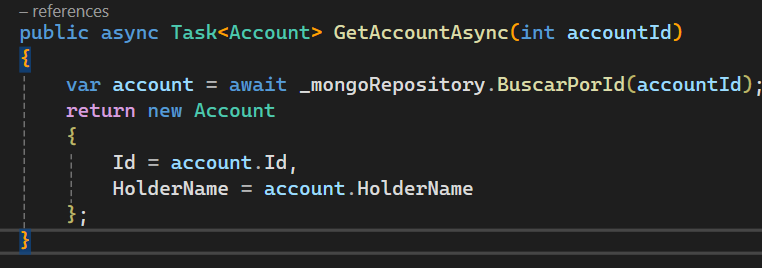 – references
public async Task<Account> GetAccountAsync(int accountId)
{
var account = await _mongoRepository.BuscarPorId(accountId);
return new Account
{
Id = account.Id,
HolderName = account.HolderName
};
}